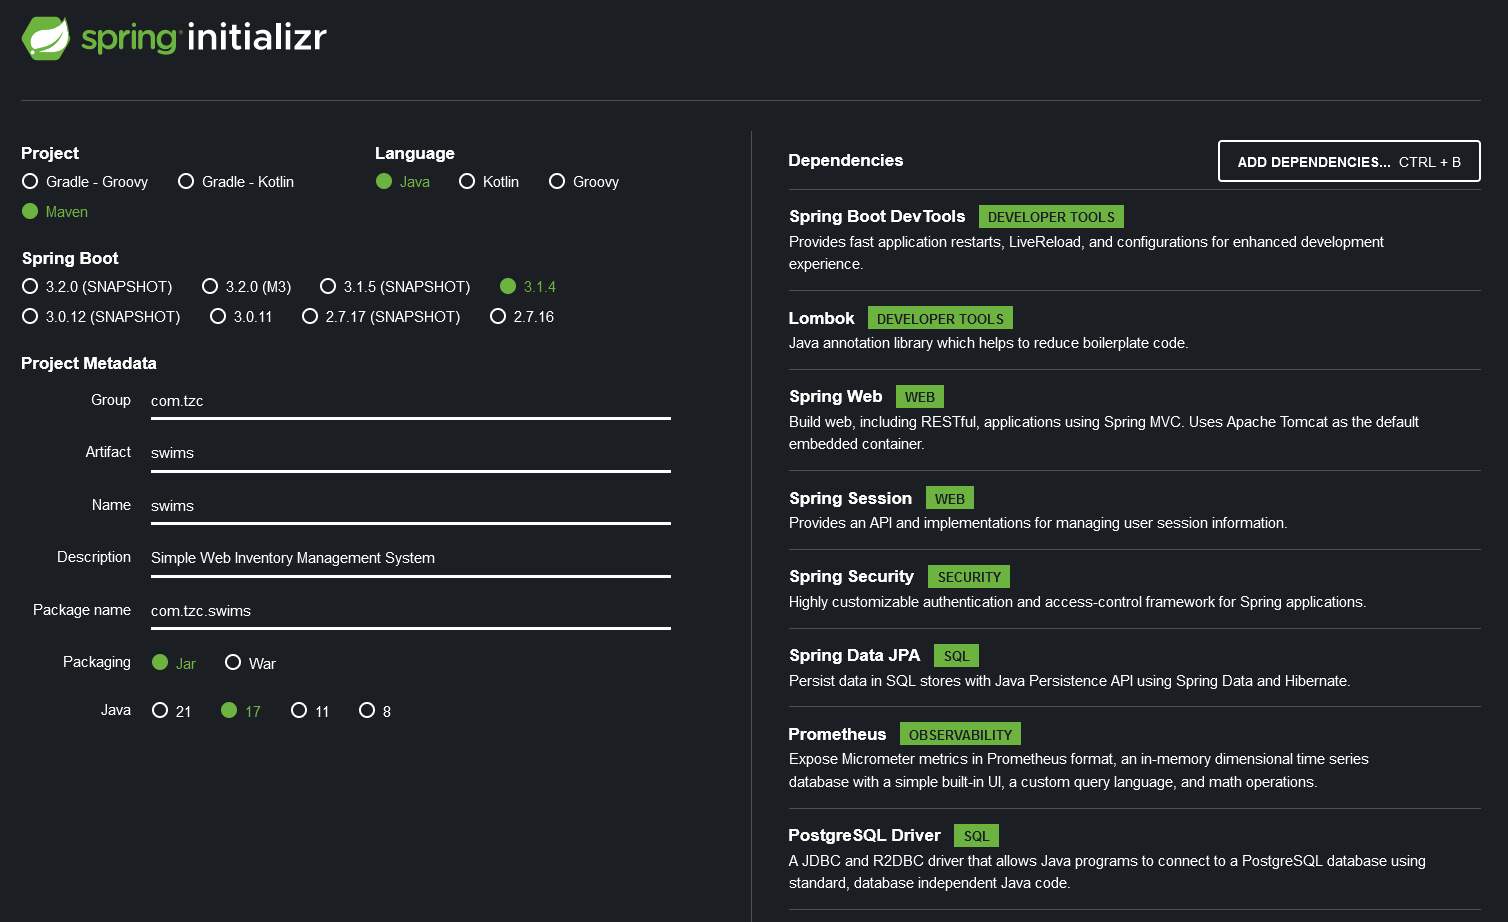 spring initializr
Project
Gradle - Groovy Gradle - Kotlin
Maven
Language
Java Kotlin Groovy
Spring Boot
3.2.0 (SNAPSHOT) 3.2.0 (M3) 3.1.5 (SNAPSHOT) 3.1.4
3.0.12 (SNAPSHOT) 3.0.11 2.7.17 (SNAPSHOT) 2.7.16
Project Metadata
Group com.tzc
Artifact swims
Name swims
Description Simple Web Inventory Management System
Package name com.tzc.swims
Packaging Jar War
Java 21 17 11 8
Dependencies ADD DEPENDENCIES... CTRL + B
Spring Boot DevTools DEVELOPER TOOLS
Provides fast application restarts, LiveReload, and configurations for enhanced development
experience.
Lombok DEVELOPER TOOLS
Java annotation library which helps to reduce boilerplate code.
Spring Web WEB
Build web, including RESTful, applications using Spring MVC. Uses Apache Tomcat as the default
embedded container.
Spring Session WEB
Provides an API and implementations for managing user session information.
Spring Security SECURITY
Highly customizable authentication and access-control framework for Spring applications.
Spring Data JPA SQL
Persist data in SQL stores with Java Persistence API using Spring Data and Hibernate.
Prometheus OBSERVABILITY
Expose Micrometer metrics in Prometheus format, an in-memory dimensional time series
database with a simple built-in UI, a custom query language, and math operations.
PostgreSQL Driver SQL
A JDBC and R2DBC driver that allows Java programs to connect to a PostgreSQL database using
standard, database independent Java code.